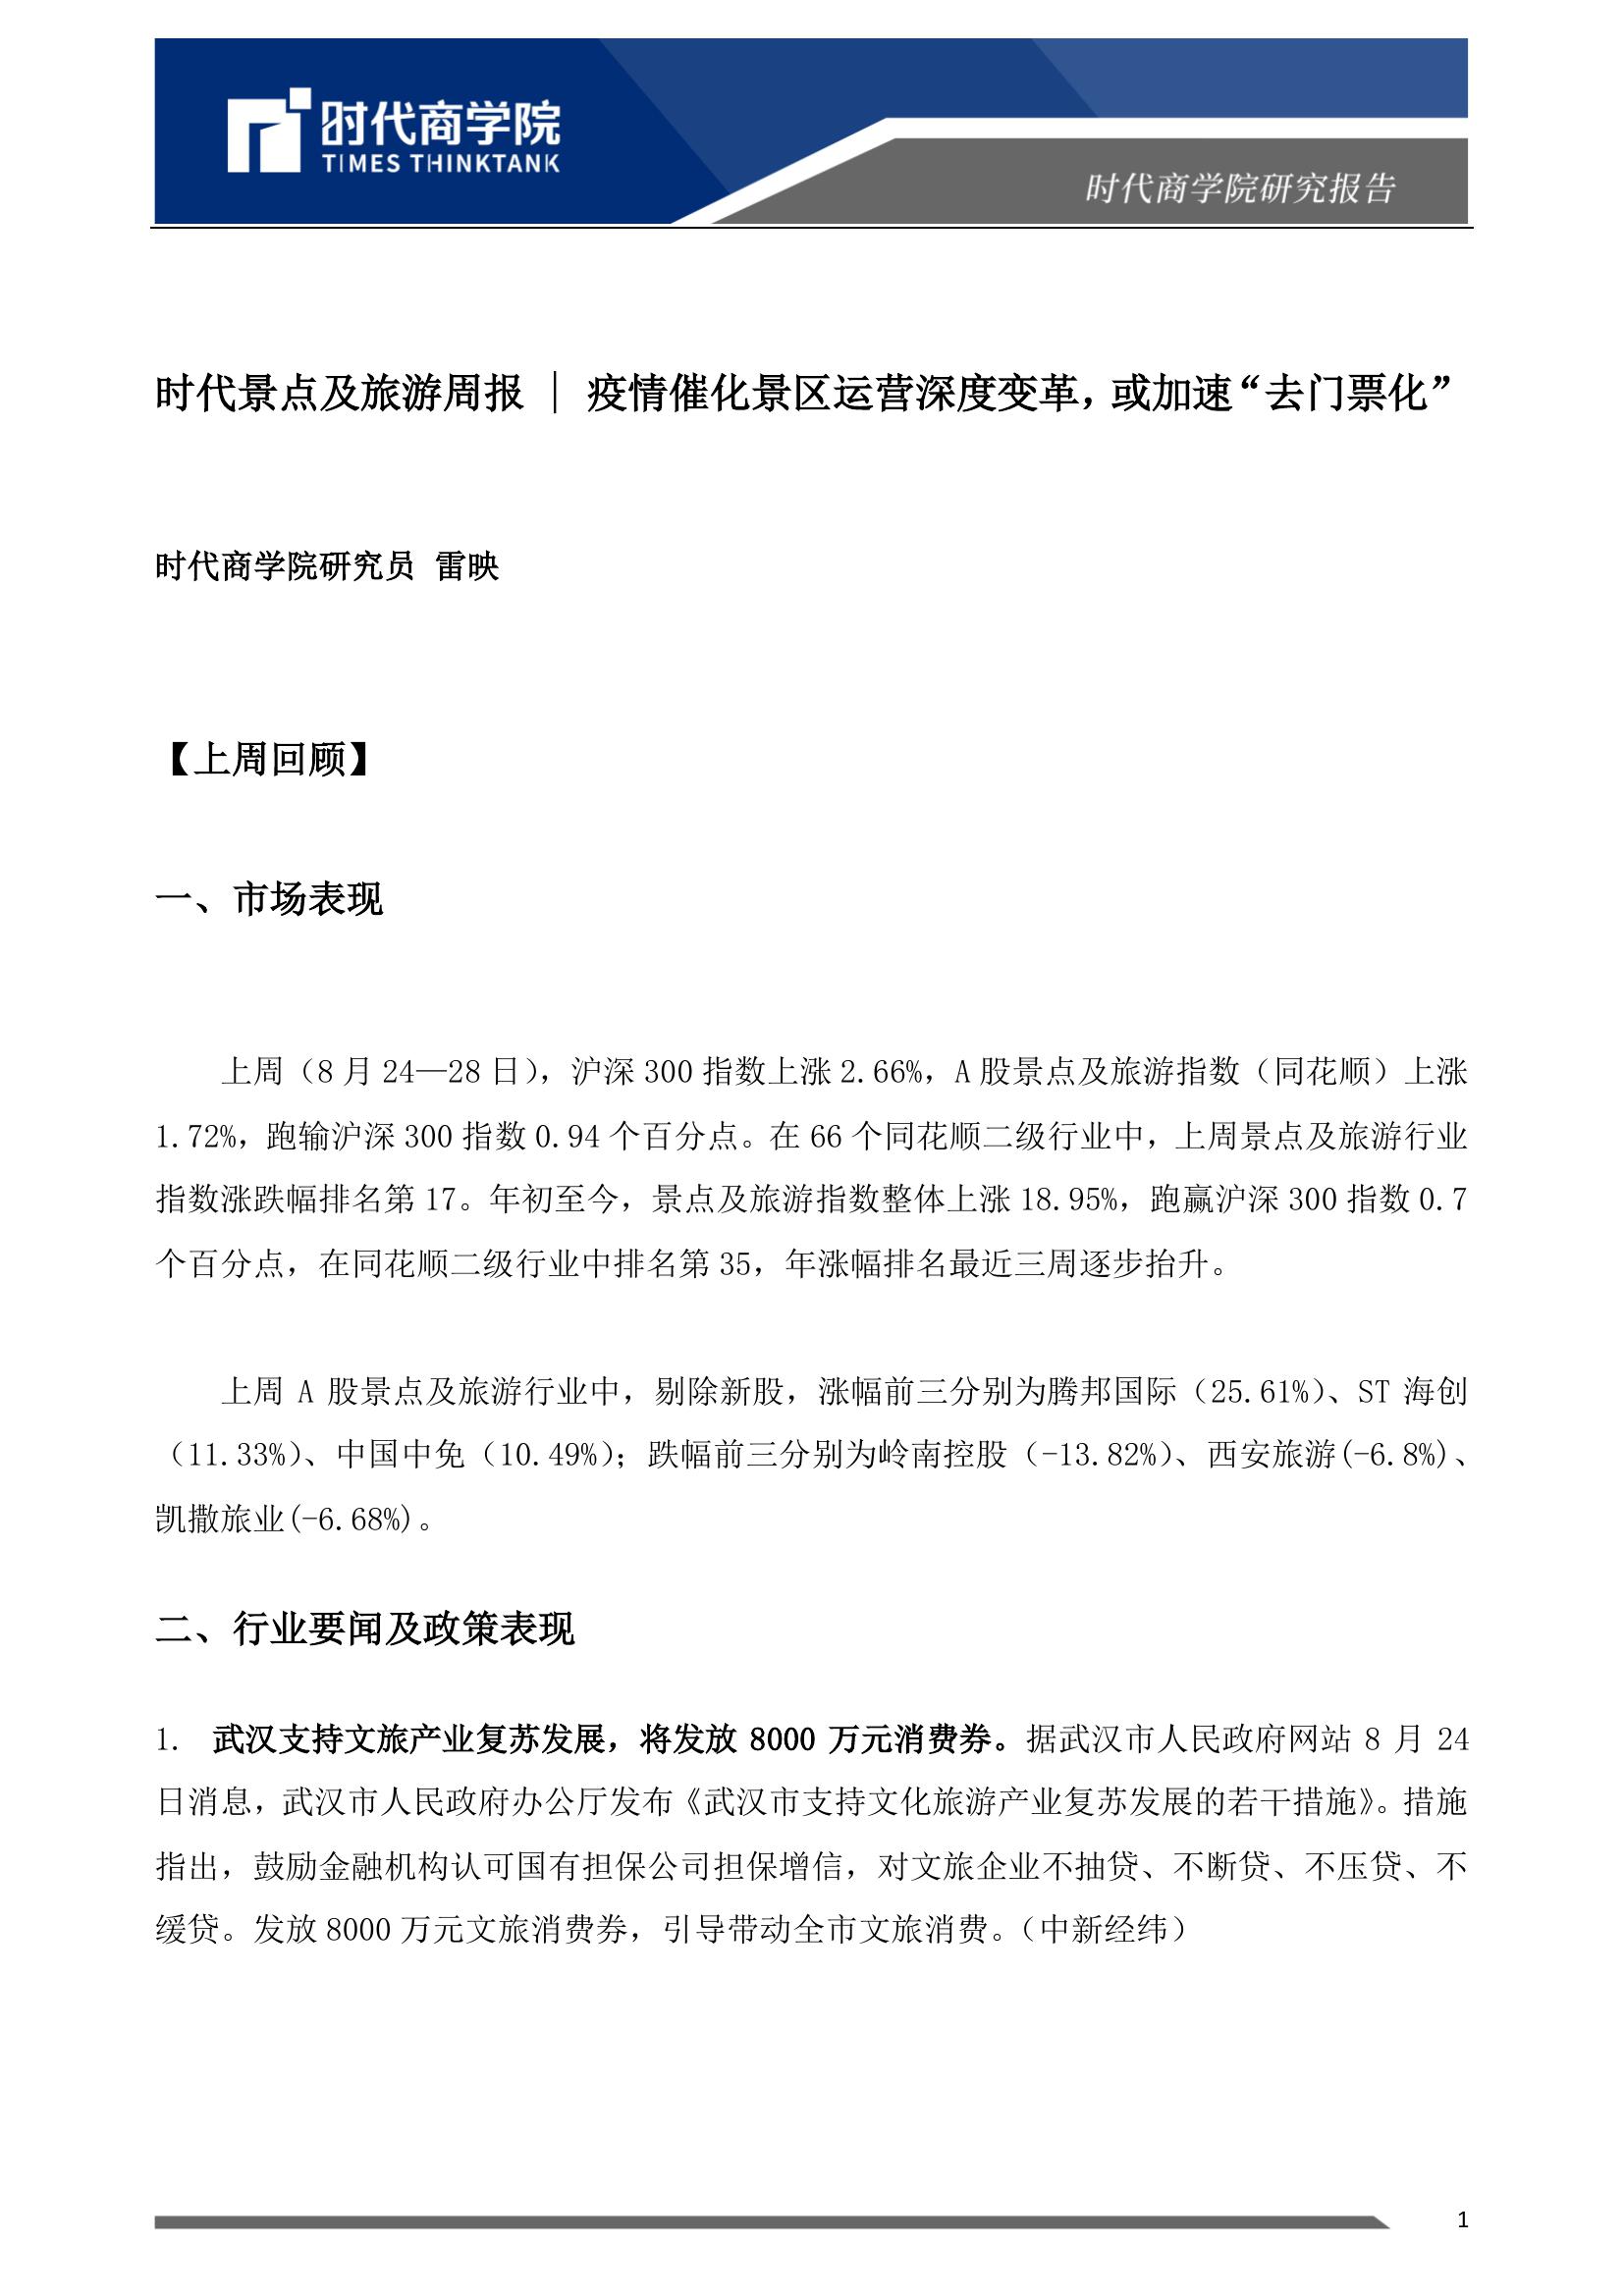 时代商学院
TIMES THINKTANK
时代商学院研究报告
时代景点及旅游周报 | 疫情催化景区运营深度变革，或加速“去门票化”
时代商学院研究员 雷映
【上周回顾】
一、市场表现
上周（8 月 24—28 日），沪深 300 指数上涨 2.66%，A 股景点及旅游指数（同花顺）上涨
1.72%，跑输沪深 300 指数 0.94 个百分点。在 66 个同花顺二级行业中，上周景点及旅游行业
指数涨跌幅排名第 17。年初至今，景点及旅游指数整体上涨 18.95%，跑赢沪深 300 指数 0.7
个百分点，在同花顺二级行业中排名第 35，年涨幅排名最近三周逐步抬升。
上周 A 股景点及旅游行业中，剔除新股，涨幅前三分别为腾邦国际（25.61%）、ST 海创
（11.33%）、中国中免（10.49%）；跌幅前三分别为岭南控股（-13.82%）、西安旅游(-6.8%)、
凯撒旅业(-6.68%)。
二、行业要闻及政策表现
1. 武汉支持文旅产业复苏发展，将发放 8000 万元消费券。据武汉市人民政府网站 8 月 24
日消息，武汉市人民政府办公厅发布《武汉市支持文化旅游产业复苏发展的若干措施》。措施
指出，鼓励金融机构认可国有担保公司担保增信，对文旅企业不抽贷、不断贷、不压贷、不
缓贷。发放 8000 万元文旅消费券，引导带动全市文旅消费。（中新经纬）
1